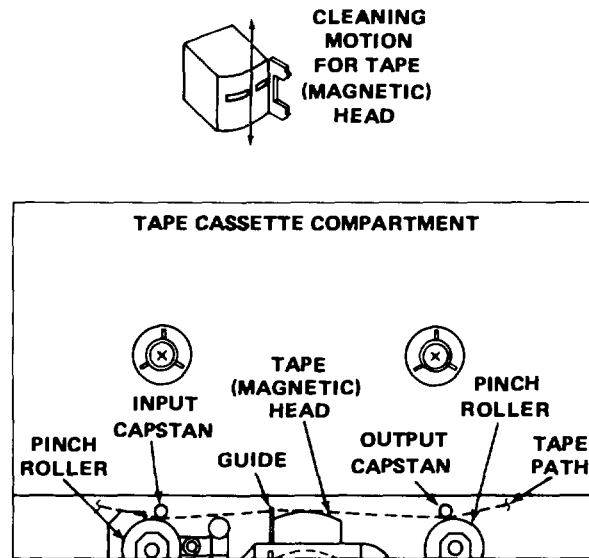 CLEANING
MOTION
FOR TAPE
(MAGNETIC)
HEAD
TAPE CASSETTE COMPARTMENT
TAPE
(MAGNETIC)
HEAD
PINCH
ROLLER
INPUT
CAPSTAN
OUTPUT
CAPSTAN
TAPE
PATH
PINCH
ROLLER
GUIDE